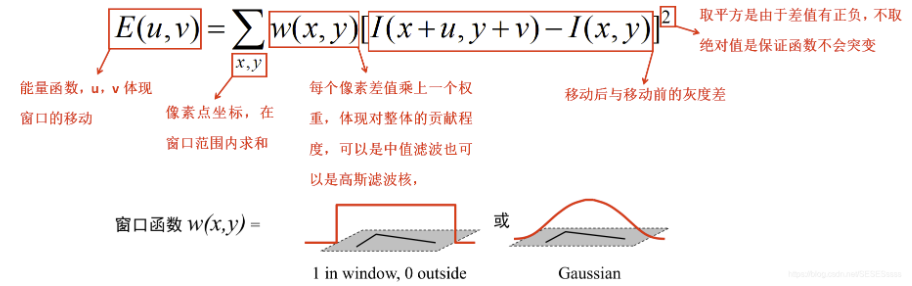 E(u,v) = ∑ w(x,y)[I(x+u,y+v)−I(x,y)]²
x,y
取平方是由于差值有正负，不取
绝对值是保证函数不会突变
能量函数，u，v 体现
窗口的移动
像素点坐标，在
窗口范围内求和
每个像素差值乘上一个权
重，体现对整体的贡献程
度，可以是中值滤波也可
以是高斯滤波核，
移动后与移动前的灰度差
窗口函数 w(x,y) =
或
1 in window, 0 outside
Gaussian